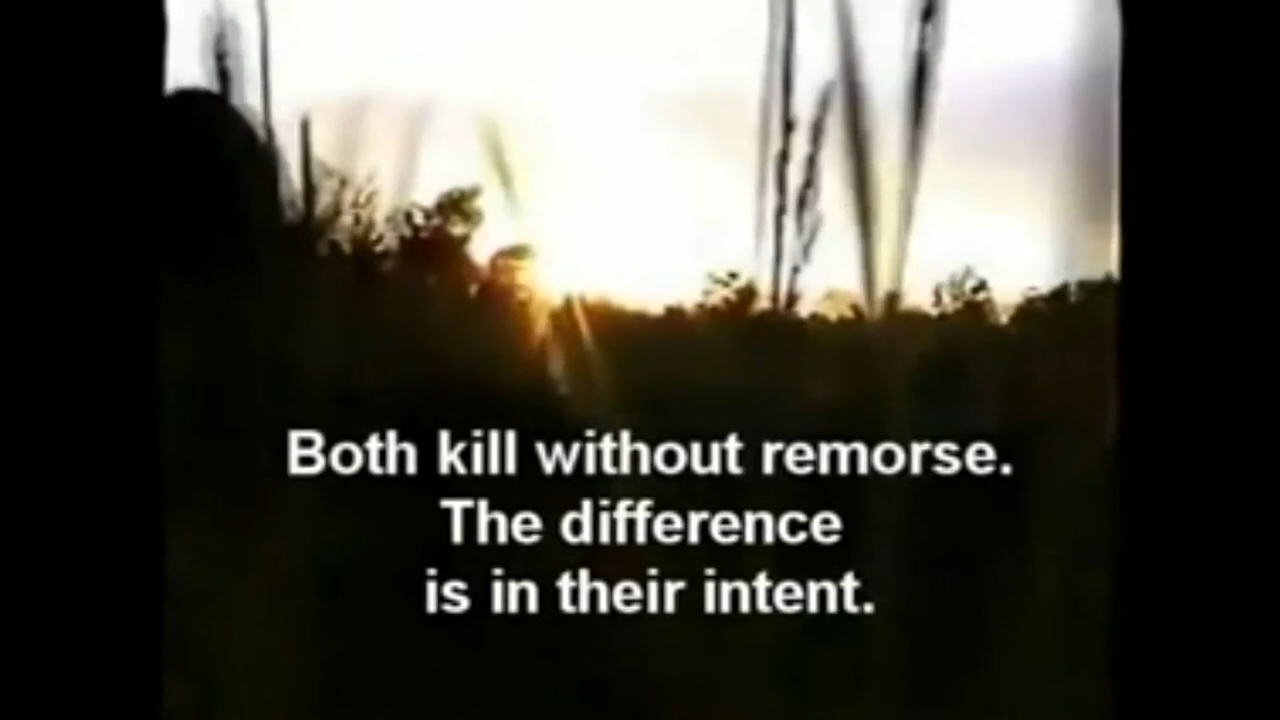 Both kill without remorse.
The difference
is in their intent.